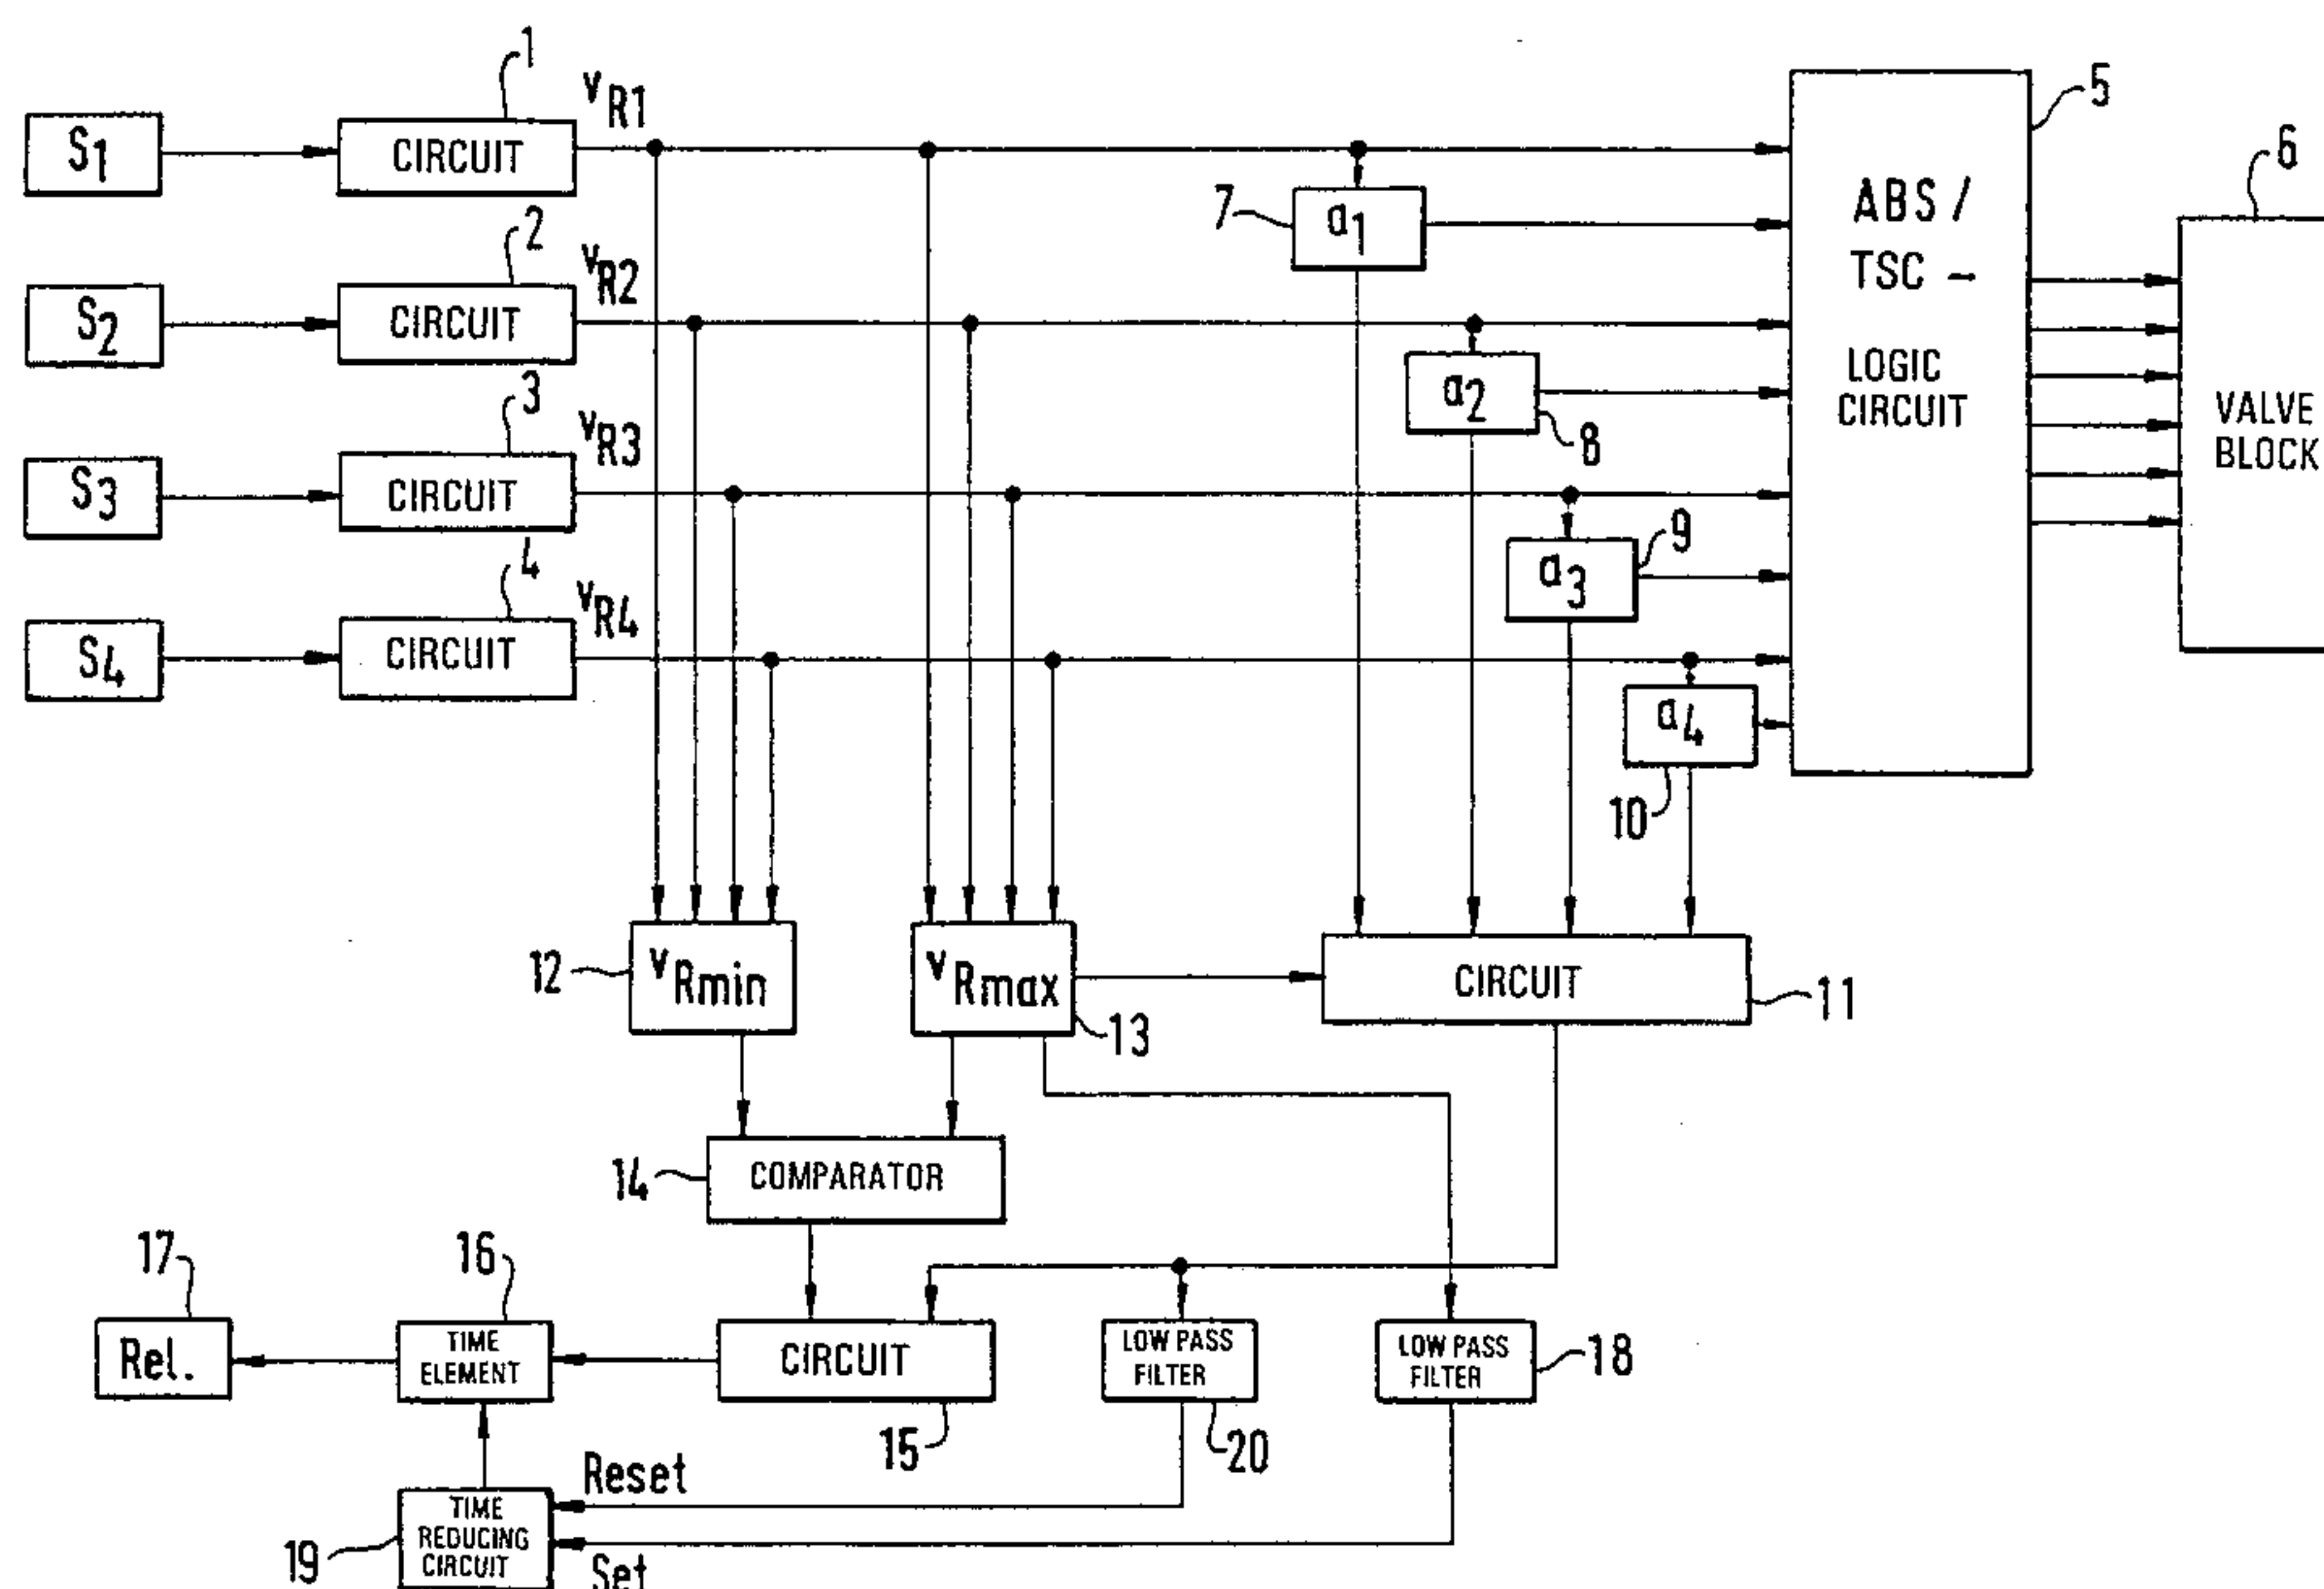 1
vR1
S1
CIRCUIT
5
6
ABS /
TSC -
LOGIC
CIRCUIT
7
a1
2
vR2
S2
CIRCUIT
a2
8
VALVE
BLOCK
3
vR3
S3
CIRCUIT
9
a3
4
vR4
S4
CIRCUIT
a4
10
12
vRmin
vRmax
13
CIRCUIT
11
14
COMPARATOR
17
16
Rel.
TIME
ELEMENT
CIRCUIT
15
LOW PASS
FILTER
20
LOW PASS
FILTER
18
Reset
19
TIME
REDUCING
CIRCUIT
Set